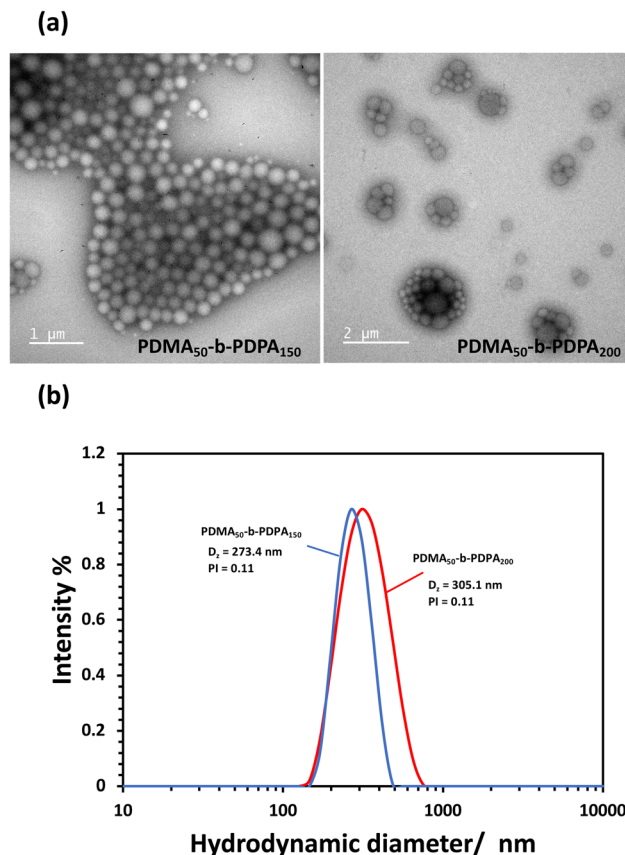 (a)
1 µm
PDMA₅₀-b-PDPA₁₅₀
2 µm
PDMA₅₀-b-PDPA₂₀₀
(b)
1.2
1
0.8
0.6
0.4
0.2
0
Intensity %
PDMA₅₀-b-PDPA₁₅₀
D_z = 273.4 nm
PI = 0.11
PDMA₅₀-b-PDPA₂₀₀
D_z = 305.1 nm
PI = 0.11
10 100 1000 10000
Hydrodynamic diameter/ nm